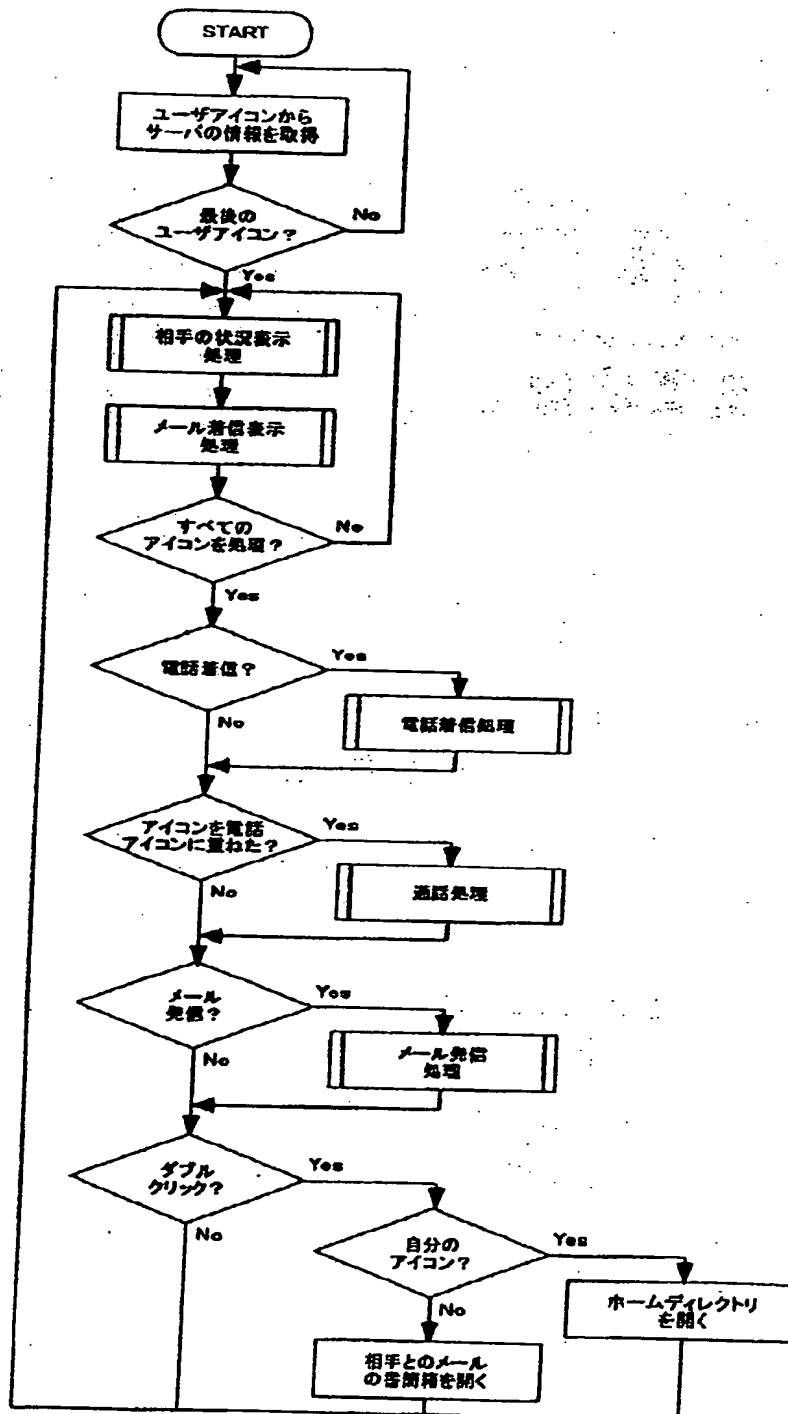 START
ユーザアイコンから
サーバの情報を取得
最後の
ユーザアイコン?
No
Yes
相手の状況表示
処理
メール着信表示
処理
すべての
アイコンを処理?
No
Yes
電話着信?
Yes
No
電話着信処理
アイコンを電話
アイコンに重ねた?
Yes
No
通話処理
メール
発信?
Yes
No
メール発信
処理
ダブル
クリック?
Yes
No
自分の
アイコン?
Yes
No
ホームディレクトリ
を開く
相手とのメール
の書簡箱を開く